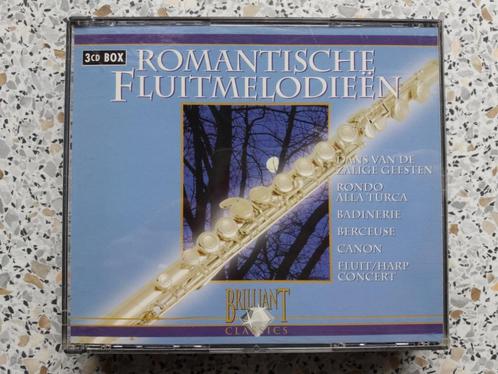 3CD BOX
ROMANTISCHE
FLUITMELODIEËN
DANS VAN DE
ZALIGE GEESTEN
RONDO
ALLA TURCA
BADINERIE
BERCEUSE
CANON
FLUIT/HARP
CONCERT
BRILLIANT
CLASSICS